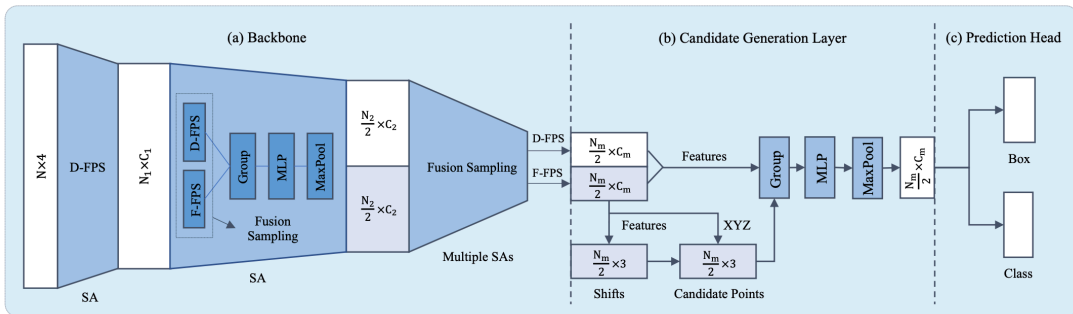 (a) Backbone
(b) Candidate Generation Layer
(c) Prediction Head
N×4
D-FPS
SA
N₁×C₁
D-FPS
F-FPS
Group
MLP
MaxPool
Fusion
Sampling
SA
N₂/2 ×C₂
N₂/2 ×C₂
Fusion Sampling
Multiple SAs
D-FPS
F-FPS
Nₘ/2 ×Cₘ
Nₘ/2 ×Cₘ
Features
Features
XYZ
Nₘ/2 ×3
Shifts
Nₘ/2 ×3
Candidate Points
Group
MLP
MaxPool
Nₘ/2 ×Cₘ
Box
Class